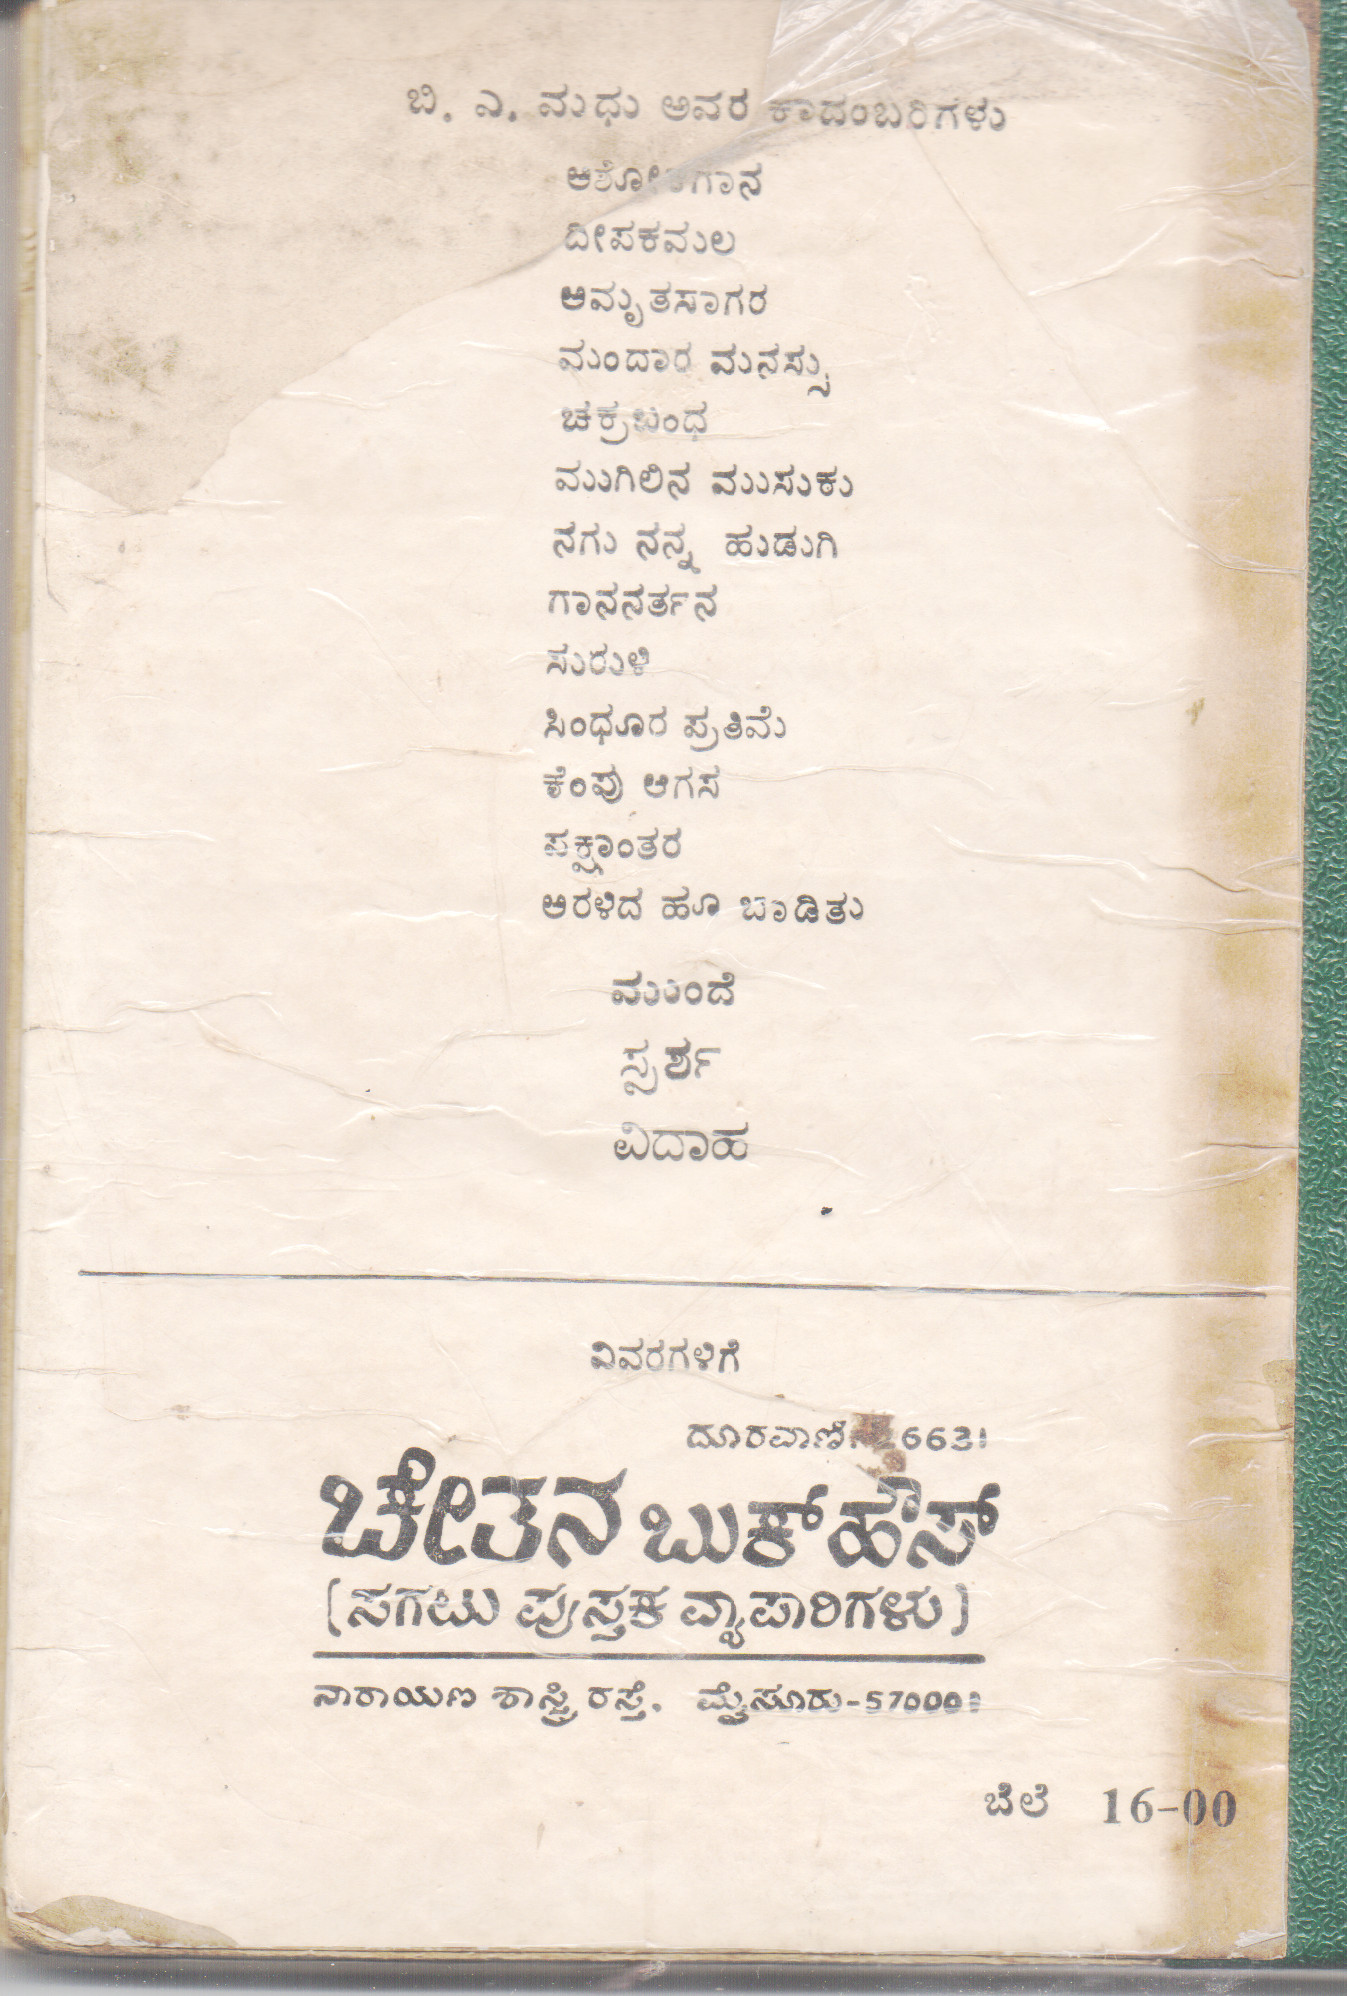 ಬಿ. ಎ. ಮಧು ಅವರ ಕಾದಂಬರಿಗಳು
ದೀಪಕಮಲ
ಅಮೃತಸಾಗರ
ಮಂದಾರ ಮನಸ್ಸು
ಚಕ್ರಬಂಧ
ಮುಗಿಲಿನ ಮುಸುಕು
ನಗು ನನ್ನ ಹುಡುಗಿ
ಗಾನನರ್ತನ
ಸುರುಳಿ
ಸಿಂಧೂರ ಪ್ರತಿಮೆ
ಕೆಂಪು ಆಗಸ
ಪಕ್ಷಾಂತರ
ಅರಳಿದ ಹೂ ಬಾಡಿತು
ಮುಂದೆ
ಸ್ಪರ್ಶ
ವಿದಾಹ
ವಿವರಗಳಿಗೆ
ದೂರವಾಣಿ
ಚೇತನ ಬುಕ್ ಹೌಸ್
(ಸಗಟು ಪುಸ್ತಕ ವ್ಯಾಪಾರಿಗಳು)
ನಾರಾಯಣ ಶಾಸ್ತ್ರಿ ರಸ್ತೆ. ಮೈಸೂರು-570001
ಬೆಲೆ 16-00